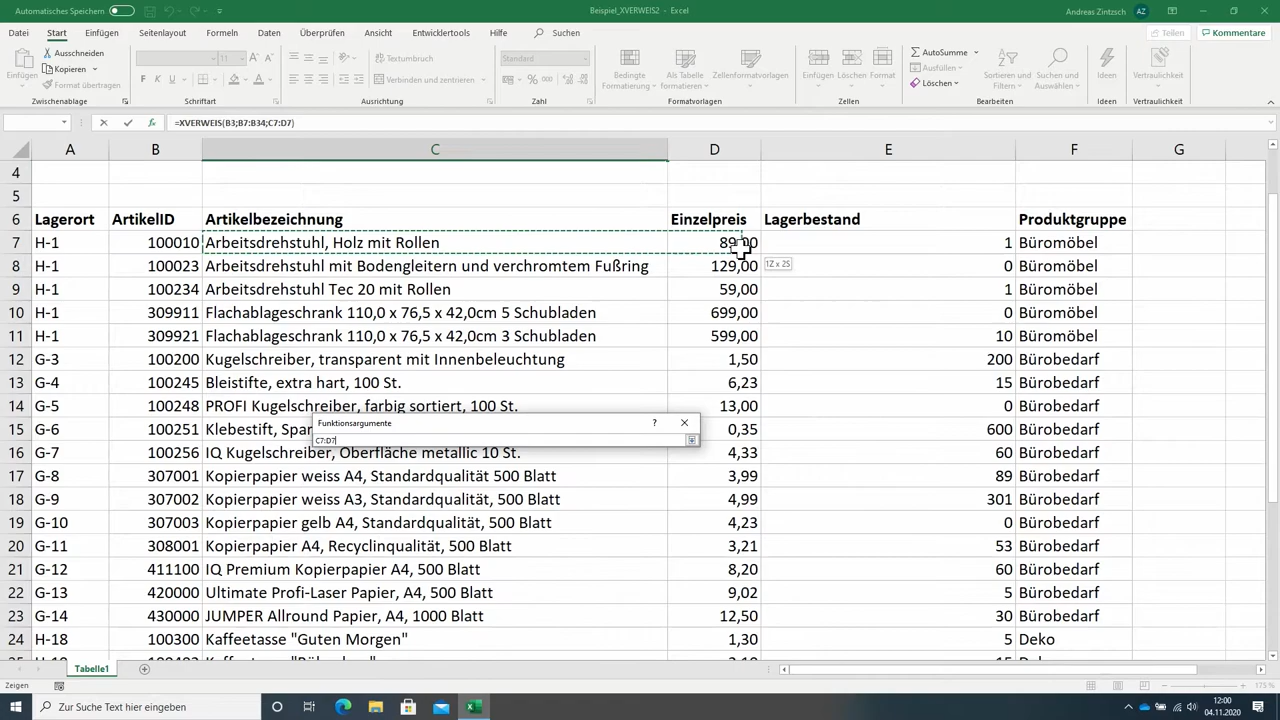 Automatisches Speichern
Beispiel_XVERWEIS2 - Excel
Andreas Zintzsch AZ
Datei Start Einfügen Seitenlayout Formeln Daten Überprüfen Ansicht Entwicklertools Hilfe Suchen Teilen Kommentare
Einfügen
Ausschneiden
Kopieren
Format übertragen
11
F K U
Textumbruch
Verbinden und zentrieren
Standard
Bedingte Formatierung
Als Tabelle formatieren
Zellenformatvorlagen
Einfügen Löschen Format
AutoSumme
Ausfüllen
Löschen
Sortieren und Filtern
Suchen und Auswählen
Ideen
Vertraulichkeit
Zwischenablage Schriftart Ausrichtung Zahl Formatvorlagen Zellen Bearbeiten Ideen Vertraulichkeit
=XVERWEIS(B3;B7:B34;C7:D7)
A B C D E F G
4
5
6 Lagerort ArtikelID Artikelbezeichnung Einzelpreis Lagerbestand Produktgruppe
7 H-1 100010 Arbeitsdrehstuhl, Holz mit Rollen 89,00 1 Büromöbel
1Z x 2S
8 H-1 100023 Arbeitsdrehstuhl mit Bodengleitern und verchromtem Fußring 129,00 0 Büromöbel
9 H-1 100234 Arbeitsdrehstuhl Tec 20 mit Rollen 59,00 1 Büromöbel
10 H-1 309911 Flachablageschrank 110,0 x 76,5 x 42,0cm 5 Schubladen 699,00 0 Büromöbel
11 H-1 309921 Flachablageschrank 110,0 x 76,5 x 42,0cm 3 Schubladen 599,00 10 Büromöbel
12 G-3 100200 Kugelschreiber, transparent mit Innenbeleuchtung 1,50 200 Bürobedarf
13 G-4 100245 Bleistifte, extra hart, 100 St. 6,23 15 Bürobedarf
14 G-5 100248 PROFI Kugelschreiber, farbig sortiert, 100 St. 13,00 0 Bürobedarf
Funktionsargumente ?
C7:D7
15 G-6 100251 Klebestift, Spar 0,35 600 Bürobedarf
16 G-7 100256 IQ Kugelschreiber, Oberfläche metallic 10 St. 4,33 60 Bürobedarf
17 G-8 307001 Kopierpapier weiss A4, Standardqualität 500 Blatt 3,99 89 Bürobedarf
18 G-9 307002 Kopierpapier weiss A3, Standardqualität, 500 Blatt 4,99 301 Bürobedarf
19 G-10 307003 Kopierpapier gelb A4, Standardqualität, 500 Blatt 4,23 0 Bürobedarf
20 G-11 308001 Kopierpapier A4, Recyclinqualität, 500 Blatt 3,21 53 Bürobedarf
21 G-12 411100 IQ Premium Kopierpapier A4, 500 Blatt 8,20 60 Bürobedarf
22 G-13 420000 Ultimate Profi-Laser Papier, A4, 500 Blatt 9,02 5 Bürobedarf
23 G-14 430000 JUMPER Allround Papier, A4, 1000 Blatt 12,50 30 Bürobedarf
24 H-18 100300 Kaffeetasse "Guten Morgen" 1,30 5 Deko
Tabelle1
Zeigen
175 %
Zur Suche Text hier eingeben
12:00
04.11.2020